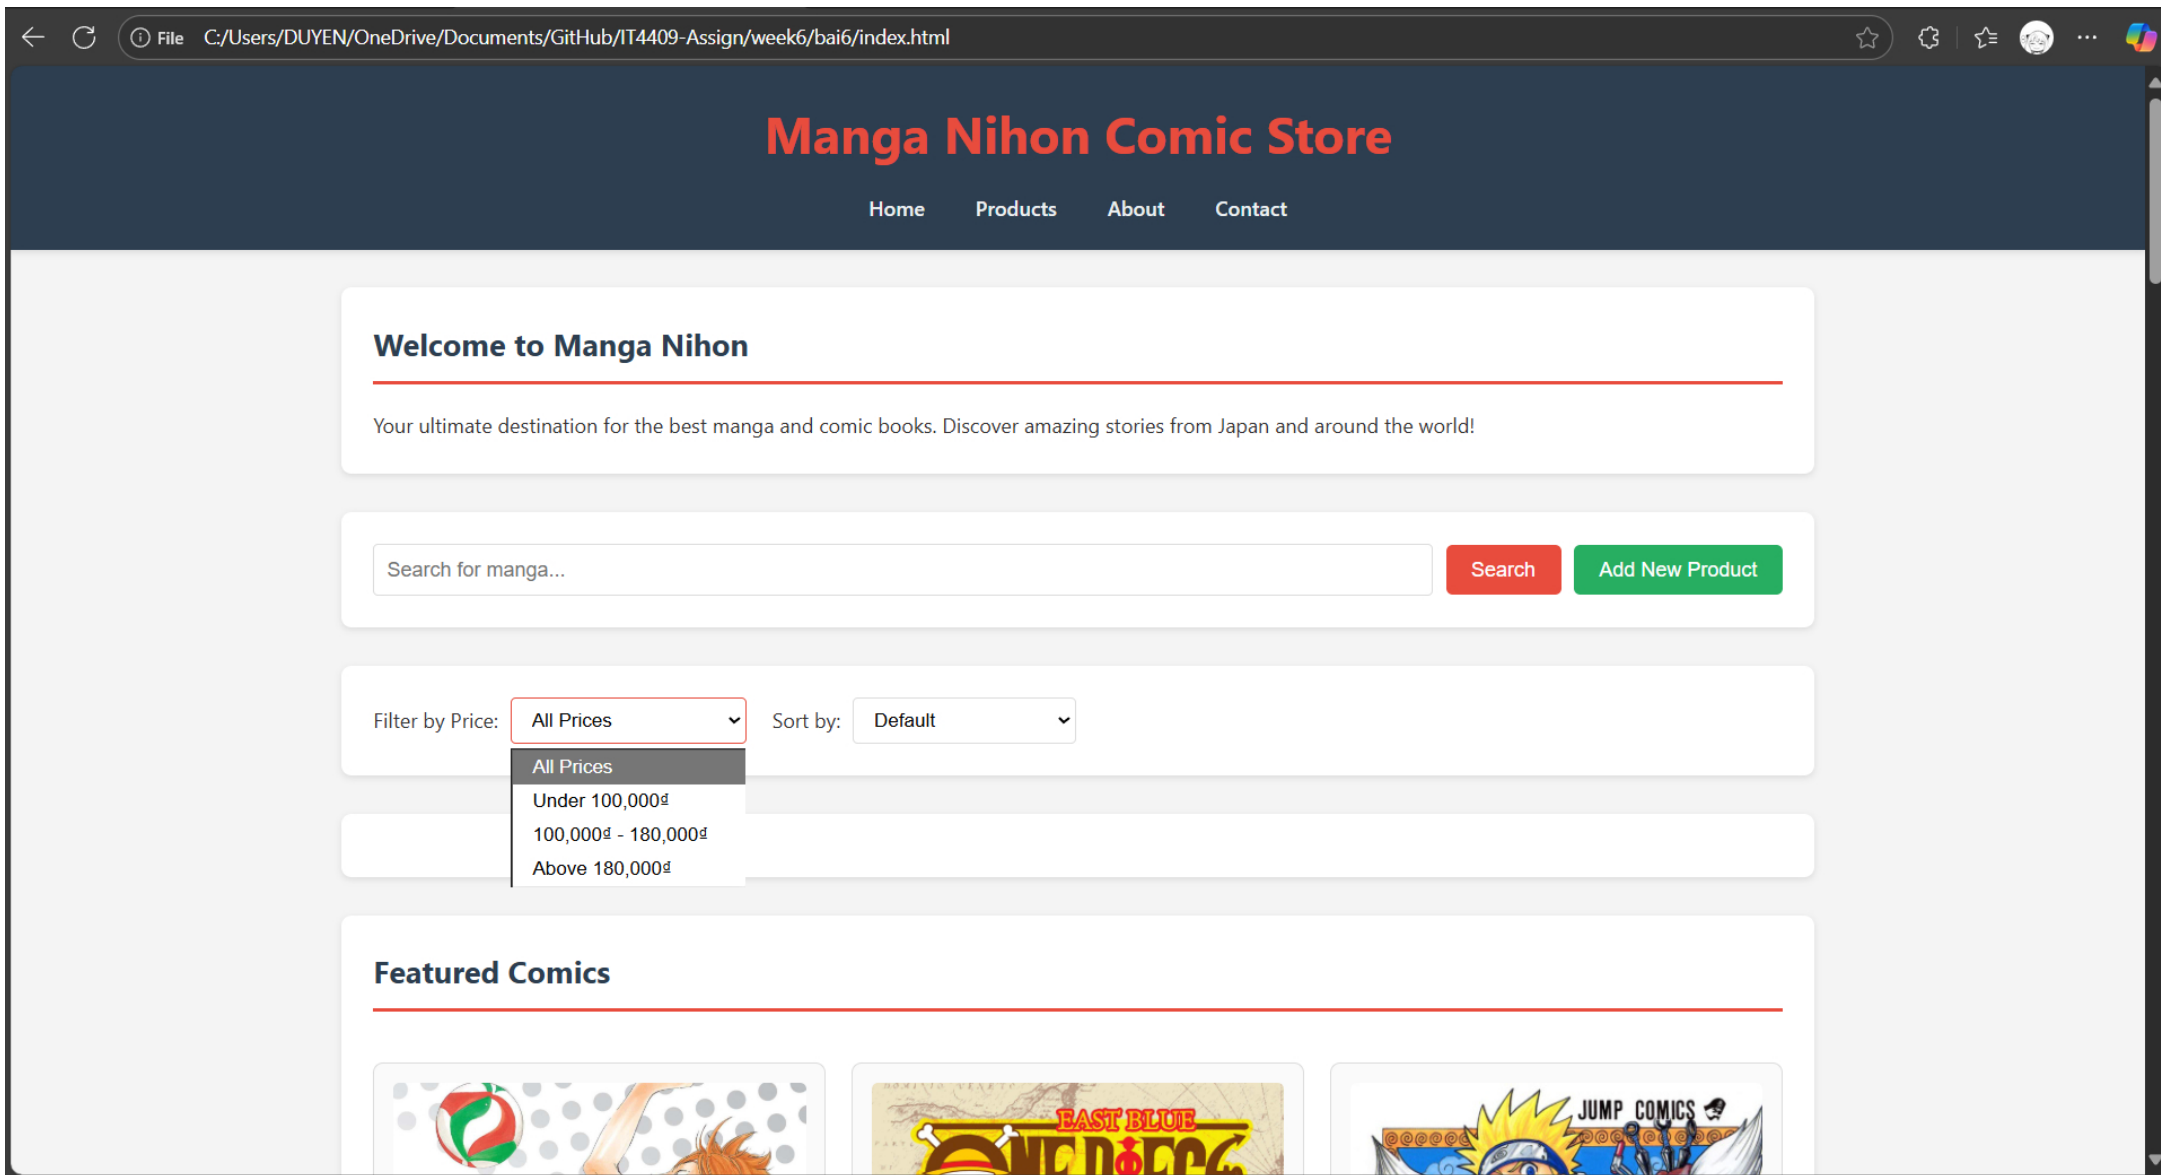 File C:/Users/DUYEN/OneDrive/Documents/GitHub/IT4409-Assign/week6/bai6/index.html
Manga Nihon Comic Store
Home Products About Contact
Welcome to Manga Nihon
Your ultimate destination for the best manga and comic books. Discover amazing stories from Japan and around the world!
Search for manga... Search Add New Product
Filter by Price: All Prices Sort by: Default
All Prices
Under 100,000₫
100,000₫ - 180,000₫
Above 180,000₫
Featured Comics
EAST BLUE
ONE PIECE
JUMP COMICS